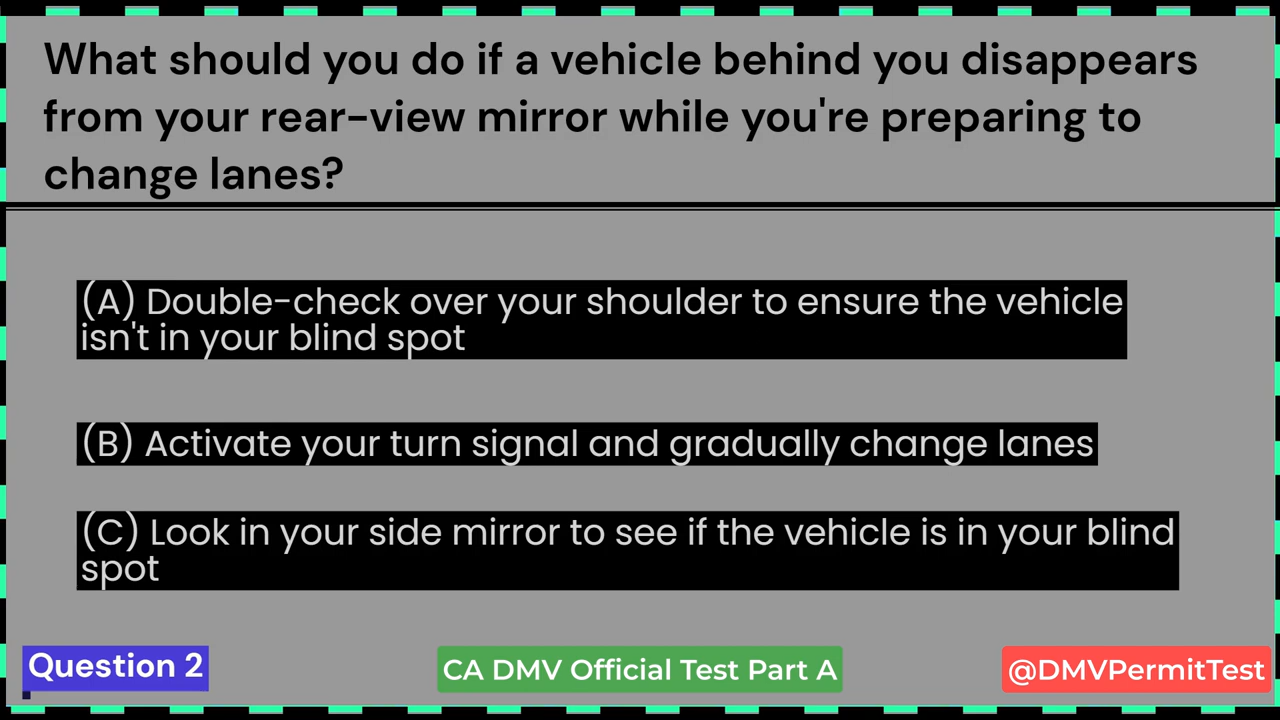 What should you do if a vehicle behind you disappears
from your rear-view mirror while you're preparing to
change lanes?
(A) Double-check over your shoulder to ensure the vehicle
isn't in your blind spot
(B) Activate your turn signal and gradually change lanes
(C) Look in your side mirror to see if the vehicle is in your blind
spot
Question 2
CA DMV Official Test Part A
@DMVPermitTest